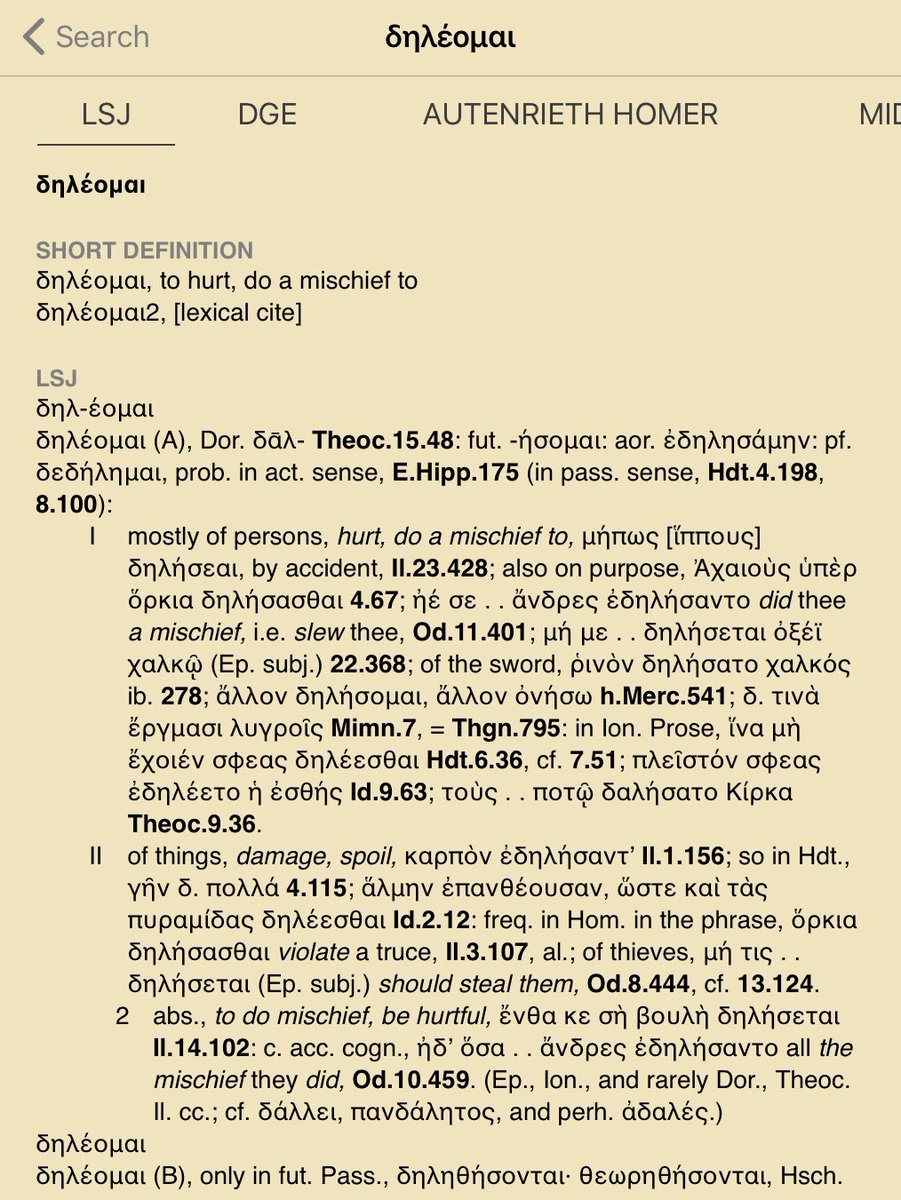 Search
δηλέομαι
LSJ DGE AUTENRIETH HOMER MID
δηλέομαι
SHORT DEFINITION
δηλέομαι, to hurt, do a mischief to
δηλέομαι2, [lexical cite]
LSJ
δηλ-έομαι
δηλέομαι (A), Dor. δᾱλ- Theoc.15.48: fut. -ήσομαι: aor. ἐδηλησάμην: pf.
δεδήλημαι, prob. in act. sense, E.Hipp.175 (in pass. sense, Hdt.4.198,
8.100):
I mostly of persons, hurt, do a mischief to, μήπως [ἵππους]
δηλήσεαι, by accident, Il.23.428; also on purpose, Ἀχαιοὺς ὑπὲρ
ὅρκια δηλήσασθαι 4.67; ἠέ σε . . ἄνδρες ἐδηλήσαντο did thee
a mischief, i.e. slew thee, Od.11.401; μή με . . δηλήσεται ὀξέϊ
χαλκῷ (Ep. subj.) 22.368; of the sword, ῥινὸν δηλήσατο χαλκός
ib. 278; ἄλλον δηλήσομαι, ἄλλον ὀνήσω h.Merc.541; δ. τινὰ
ἔργμασι λυγροῖς Mimn.7, = Thgn.795: in Ion. Prose, ἵνα μὴ
ἔχοιέν σφεας δηλέεσθαι Hdt.6.36, cf. 7.51; πλεῖστόν σφεας
ἐδηλέετο ἡ ἐσθής Id.9.63; τοὺς . . ποτῷ δαλήσατο Κίρκα
Theoc.9.36.
II of things, damage, spoil, καρπὸν ἐδηλήσαντ’ Il.1.156; so in Hdt.,
γῆν δ. πολλά 4.115; ἅλμην ἐπανθέουσαν, ὥστε καὶ τὰς
πυραμίδας δηλέεσθαι Id.2.12: freq. in Hom. in the phrase, ὅρκια
δηλήσασθαι violate a truce, Il.3.107, al.; of thieves, μή τις . .
δηλήσεται (Ep. subj.) should steal them, Od.8.444, cf. 13.124.
2 abs., to do mischief, be hurtful, ἔνθα κε σὴ βουλὴ δηλήσεται
Il.14.102: c. acc. cogn., ἠδ’ ὅσα . . ἄνδρες ἐδηλήσαντο all the
mischief they did, Od.10.459. (Ep., Ion., and rarely Dor., Theoc.
ll. cc.; cf. δάλλει, πανδάλητος, and perh. ἀδαλές.)
δηλέομαι
δηλέομαι (B), only in fut. Pass., δηληθήσονται· θεωρηθήσονται, Hsch.